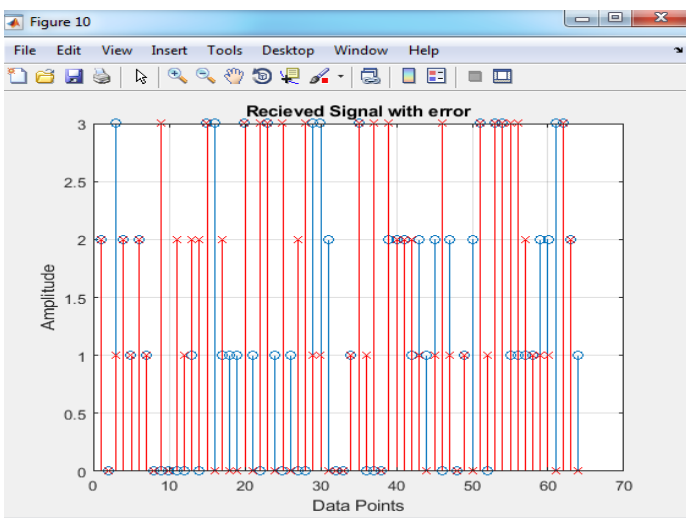 Figure 10
File Edit View Insert Tools Desktop Window Help
Recieved Signal with error
3
2.5
2
1.5
1
0.5
0
Amplitude
0 10 20 30 40 50 60 70
Data Points